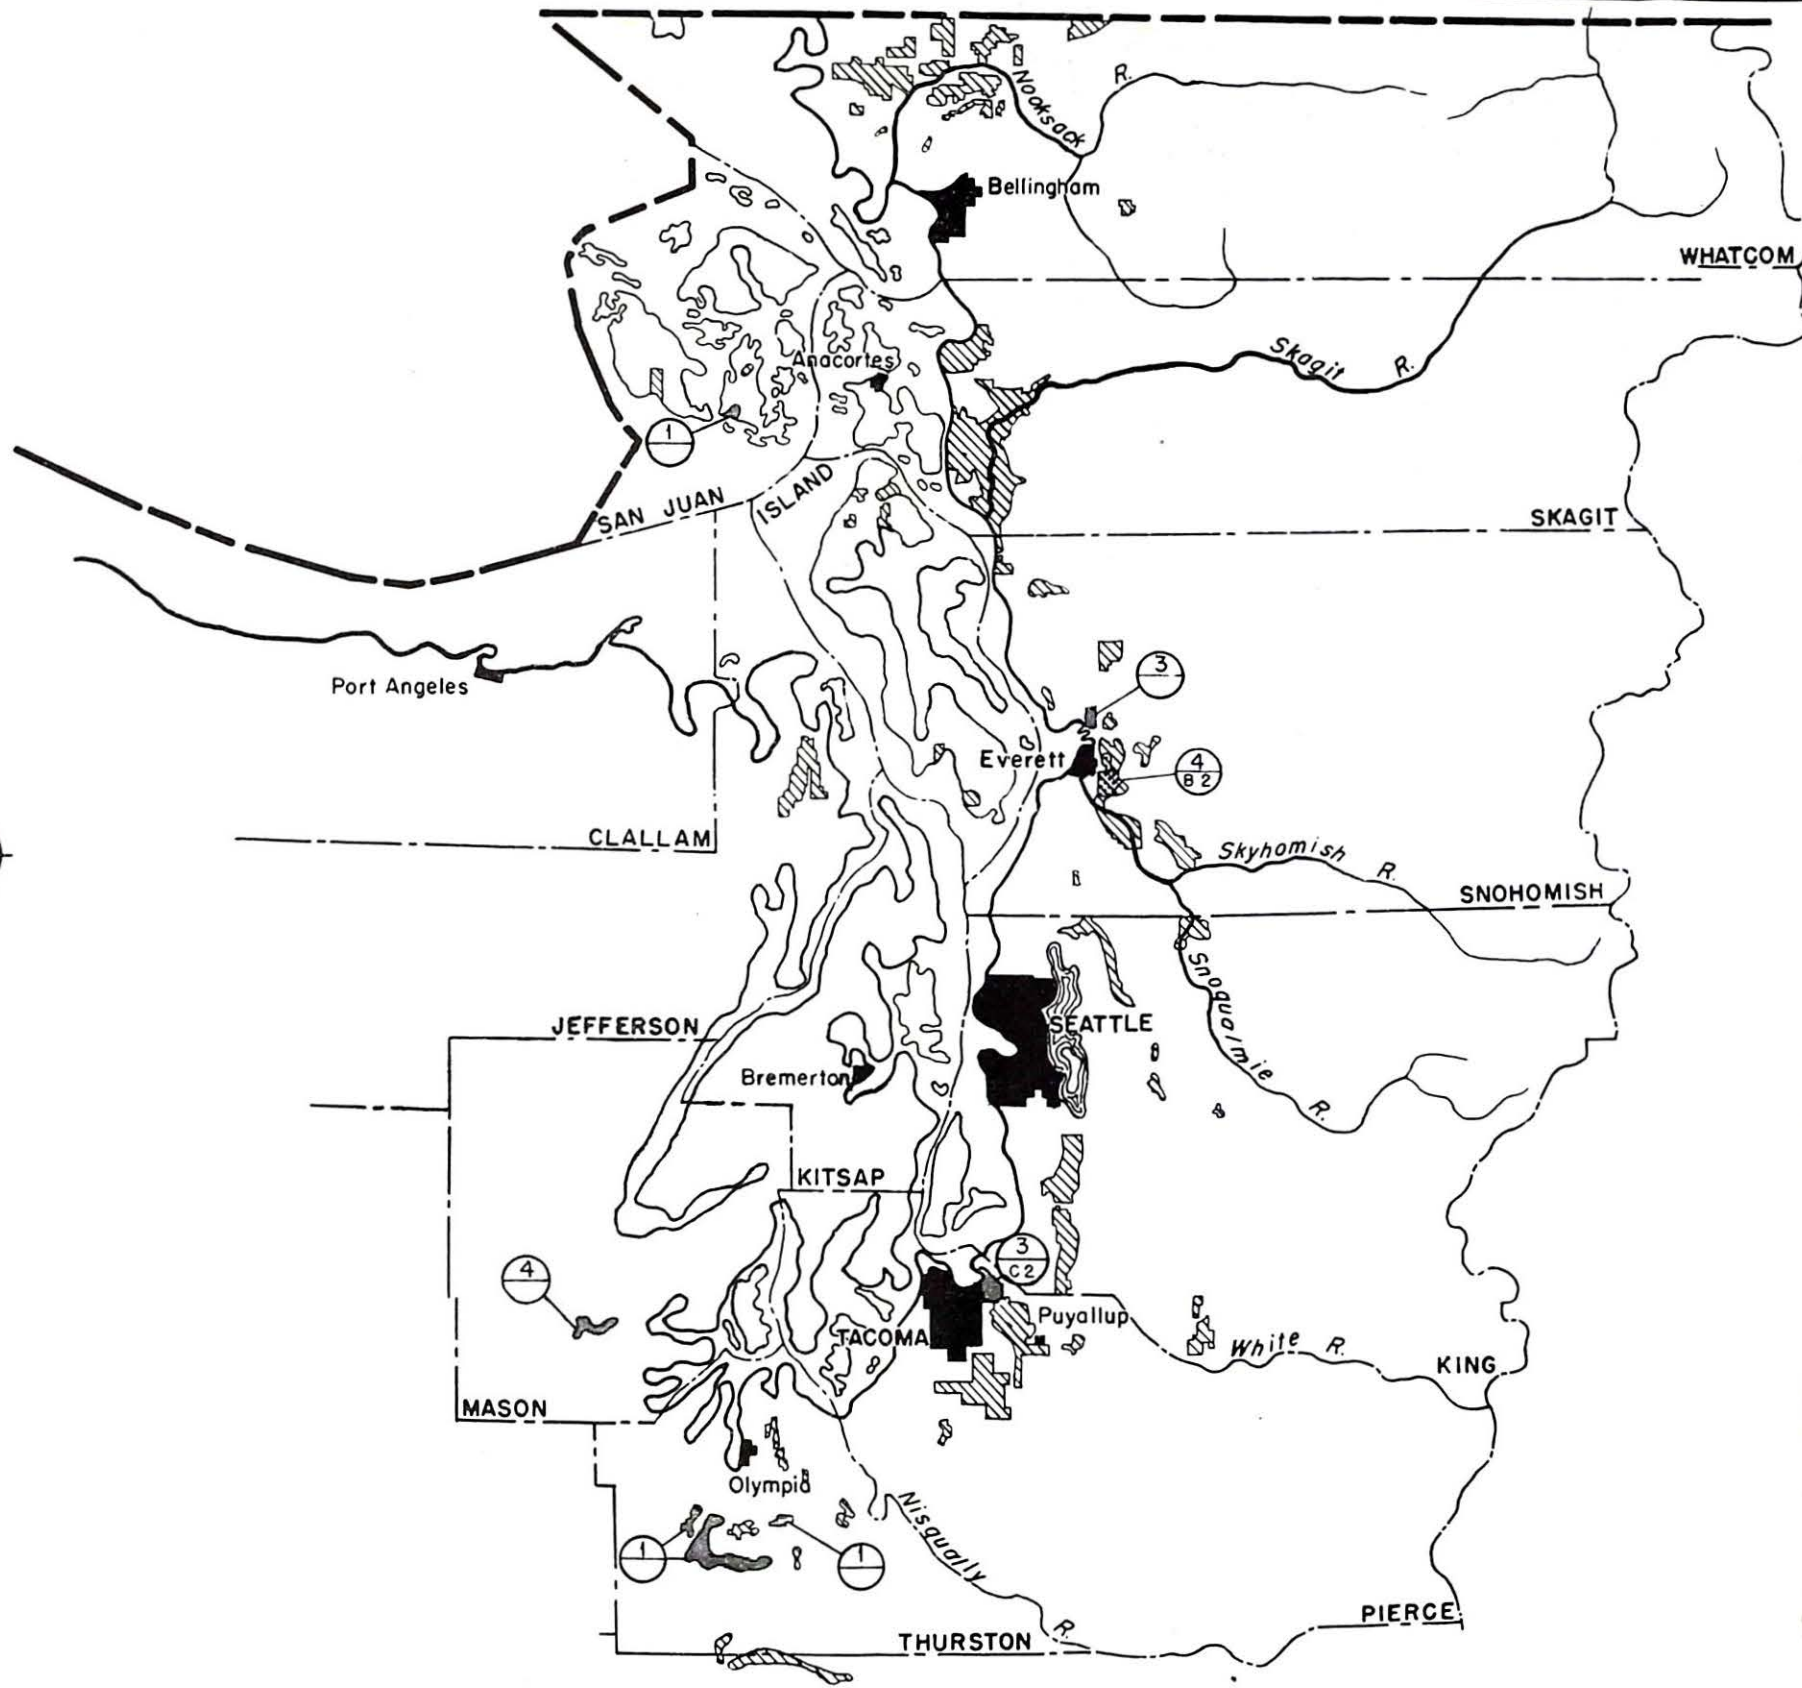 Nooksack R.
Bellingham
WHATCOM
Skagit R.
Anacortes
1
SAN JUAN
ISLAND
SKAGIT
Port Angeles
3
Everett
4
B 2
CLALLAM
Skyhomish R.
SNOHOMISH
Snoqualmie R.
JEFFERSON
SEATTLE
Bremerton
KITSAP
3
C 2
4
Puyallup
TACOMA
White R.
KING
MASON
Olympia
Nisqually R.
1
1
PIERCE
THURSTON